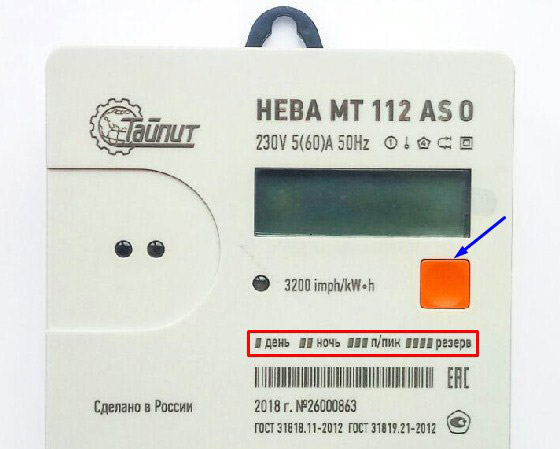 Тайпит
НЕВА МТ 112 AS O
230V 5(60)A 50Hz
3200 imph/kW•h
день ночь п/пик резерв
EAC
Сделано в России
2018 г. №26000863
ГОСТ 31818.11-2012 ГОСТ 31819.21-2012